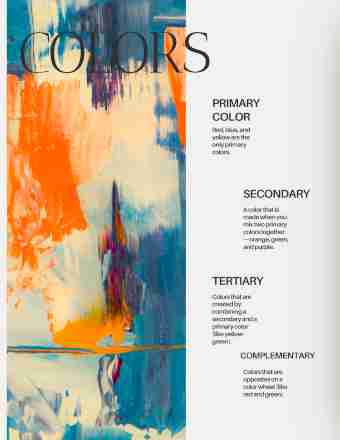 COLORS
PRIMARY
COLOR
Red, blue, and
yellow are the
only primary
colors.
SECONDARY
A color that is
made when you
mix two primary
colors together
—orange, green,
and purple.
TERTIARY
Colors that are
created by
combining a
secondary and a
primary color
(like yellow-
green).
COMPLEMENTARY
Colors that are
opposites on a
color wheel (like
red and green).